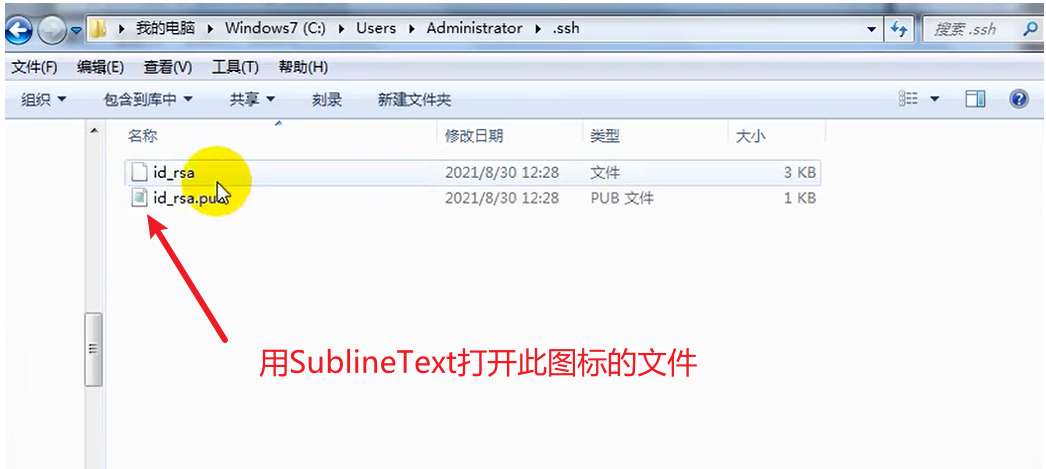 我的电脑 Windows7 (C:) Users Administrator .ssh 搜索 .ssh
文件(F) 编辑(E) 查看(V) 工具(T) 帮助(H)
组织 包含到库中 共享 刻录 新建文件夹
名称 修改日期 类型 大小
id_rsa 2021/8/30 12:28 文件 3 KB
id_rsa.pub 2021/8/30 12:28 PUB 文件 1 KB
用SublineText打开此图标的文件